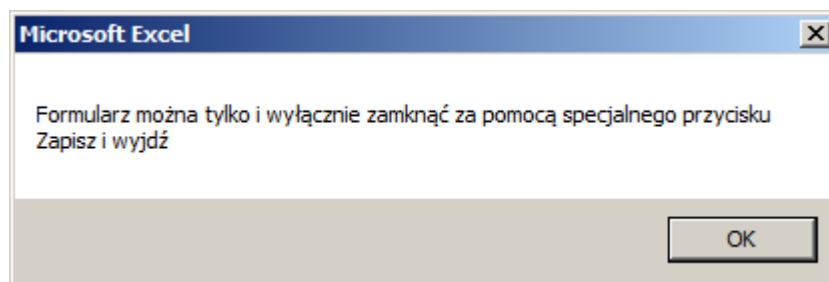 Microsoft Excel
Formularz można tylko i wyłącznie zamknąć za pomocą specjalnego przycisku
Zapisz i wyjdź
OK